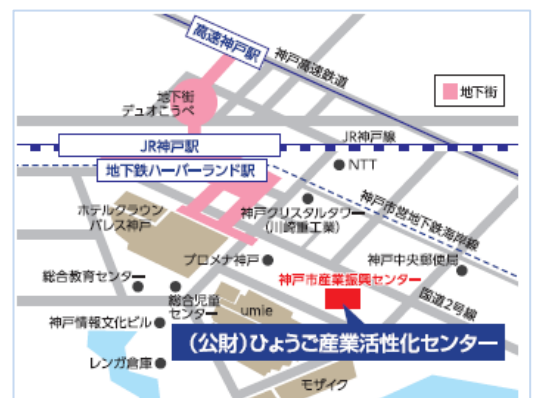 高速神戸駅
神戸高速鉄道
地下街
地下街
デュオこうべ
JR神戸線
JR神戸駅
NTT
地下鉄ハーバーランド駅
神戸市営地下鉄海岸線
ホテルクラウン
パレス神戸
神戸クリスタルタワー
(川崎重工業)
プロメナ神戸
神戸中央郵便局
総合教育センター
神戸市産業振興センター
国道2号線
総合児童
センター
umie
神戸情報文化ビル
(公財)ひょうご産業活性化センター
レンガ倉庫
モザイク